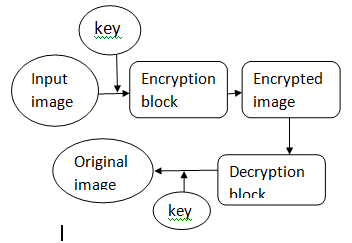 key
Input
image
Encryption
block
Encrypted
image
Original
image
Decryption
block
key